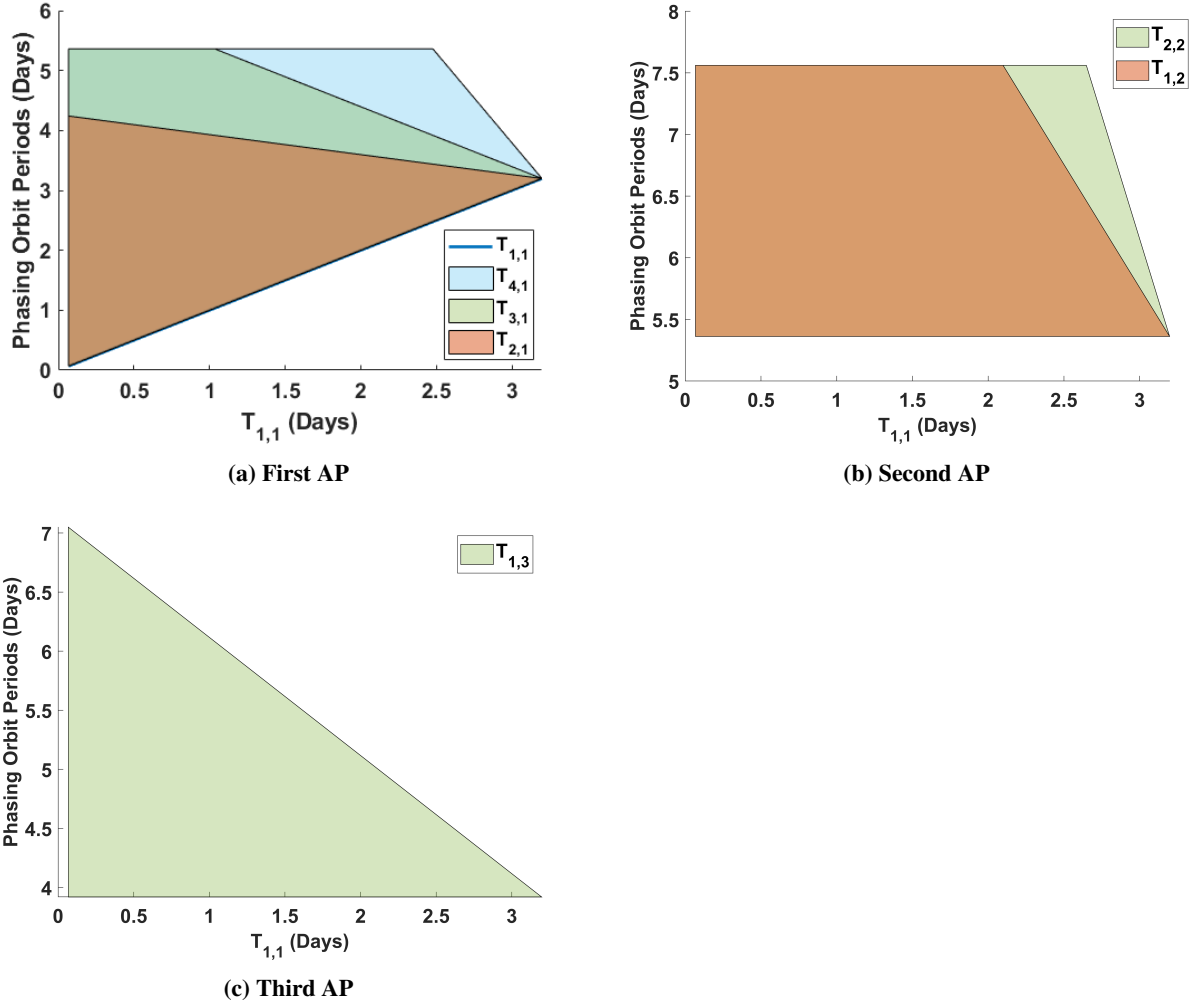 6
5
4
3
2
1
0
Phasing Orbit Periods (Days)
T1,1
T4,1
T3,1
T2,1
0 0.5 1 1.5 2 2.5 3
T1,1 (Days)
(a) First AP
8
7.5
7
6.5
6
5.5
5
Phasing Orbit Periods (Days)
T2,2
T1,2
0 0.5 1 1.5 2 2.5 3
T1,1 (Days)
(b) Second AP
7
6.5
6
5.5
5
4.5
4
Phasing Orbit Periods (Days)
T1,3
0 0.5 1 1.5 2 2.5 3
T1,1 (Days)
(c) Third AP